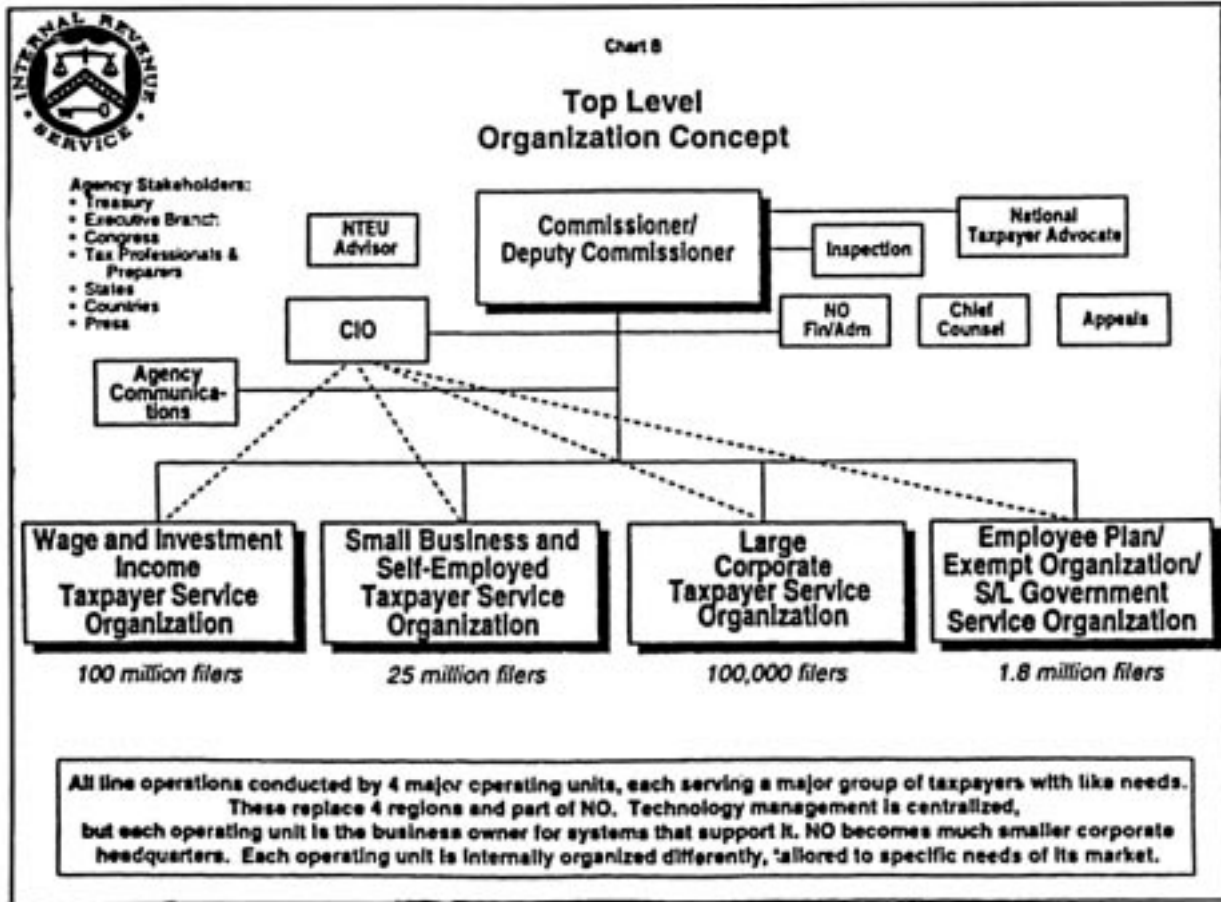 INTERNAL REVENUE
SERVICE
Chart B
Top Level
Organization Concept
Agency Stakeholders:
• Treasury
• Executive Branch
• Congress
• Tax Professionals &
Preparers
• States
• Countries
• Press
NTEU
Advisor
Commissioner/
Deputy Commissioner
National
Taxpayer Advocate
Inspection
CIO
NO
Fin/Adm
Chief
Counsel
Appeals
Agency
Communica-
tions
Wage and Investment
Income
Taxpayer Service
Organization
100 million filers
Small Business and
Self-Employed
Taxpayer Service
Organization
25 million filers
Large
Corporate
Taxpayer Service
Organization
100,000 filers
Employee Plan/
Exempt Organization/
S/L Government
Service Organization
1.8 million filers
All line operations conducted by 4 major operating units, each serving a major group of taxpayers with like needs.
These replace 4 regions and part of NO. Technology management is centralized,
but each operating unit is the business owner for systems that support it. NO becomes much smaller corporate
headquarters. Each operating unit is internally organized differently, tailored to specific needs of its market.